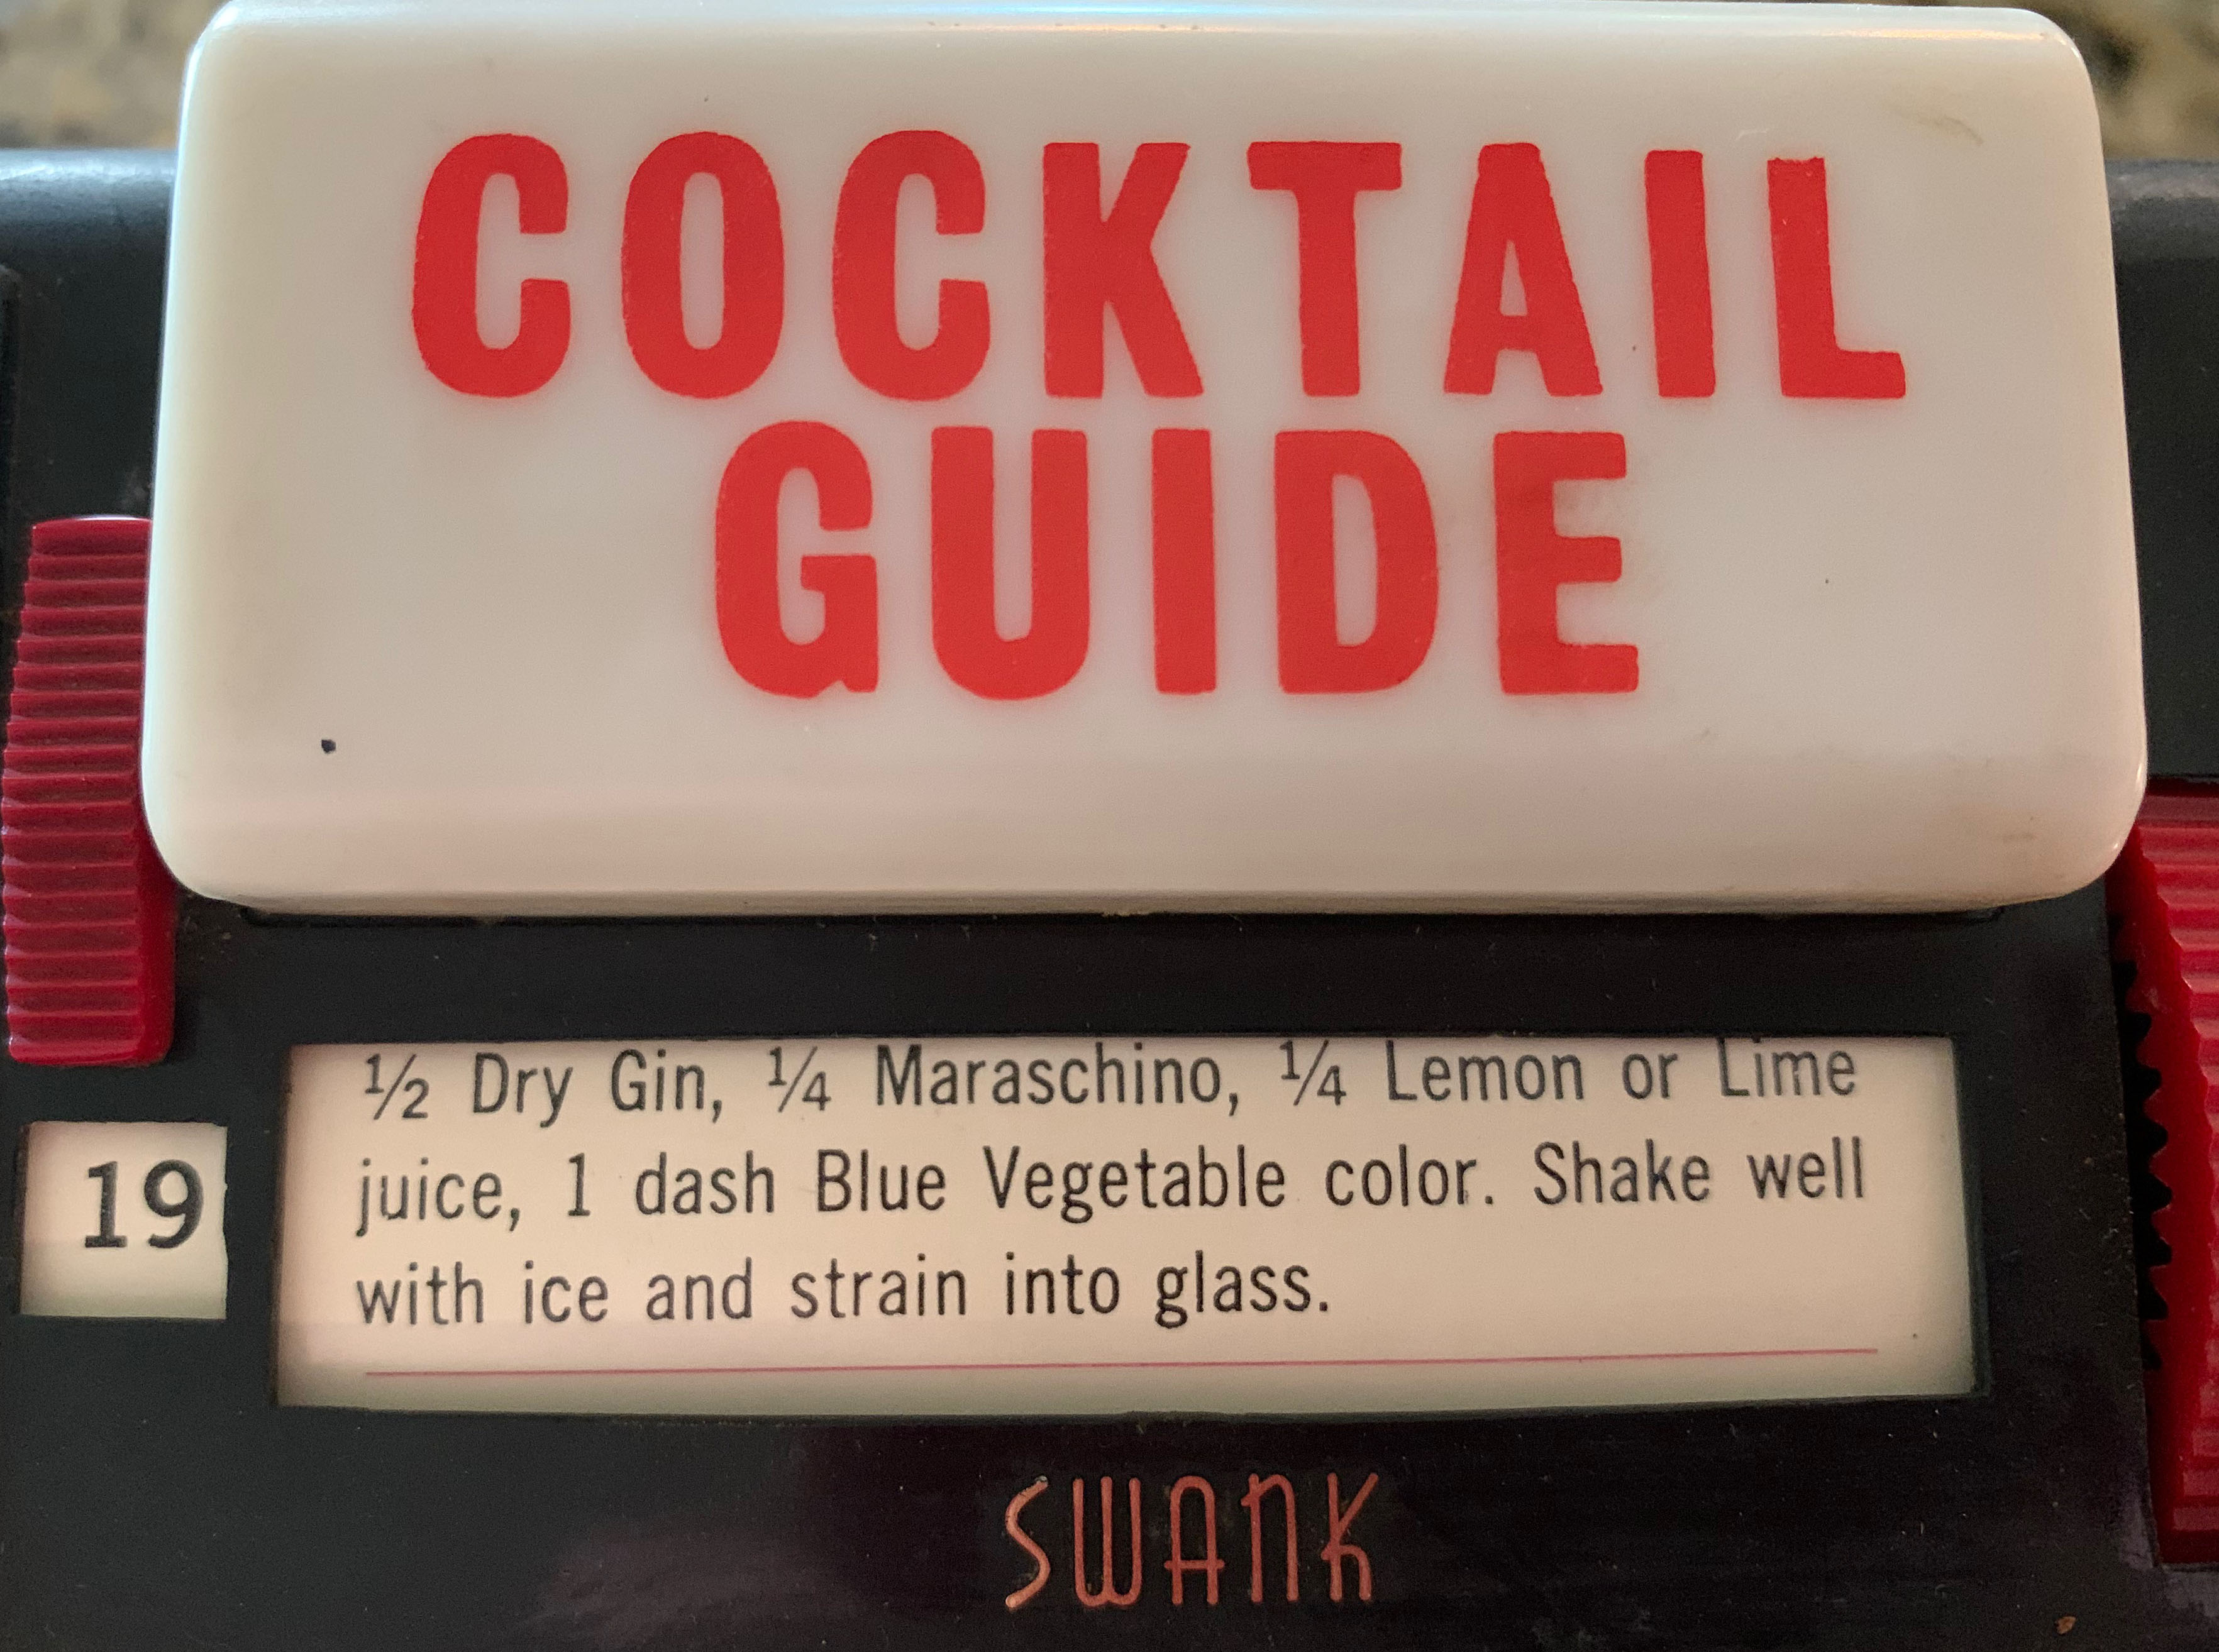 COCKTAIL
GUIDE
½ Dry Gin, ¼ Maraschino, ¼ Lemon or Lime
juice, 1 dash Blue Vegetable color. Shake well
with ice and strain into glass.
19
SWANK